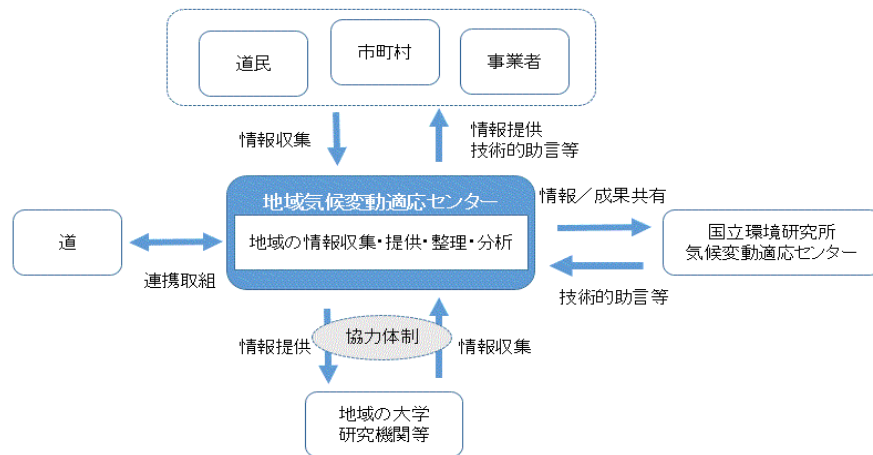 道民
市町村
事業者
情報収集
情報提供
技術的助言等
地域気候変動適応センター
地域の情報収集・提供・整理・分析
情報／成果共有
道
国立環境研究所
気候変動適応センター
連携取組
技術的助言等
協力体制
情報提供
情報収集
地域の大学
研究機関等